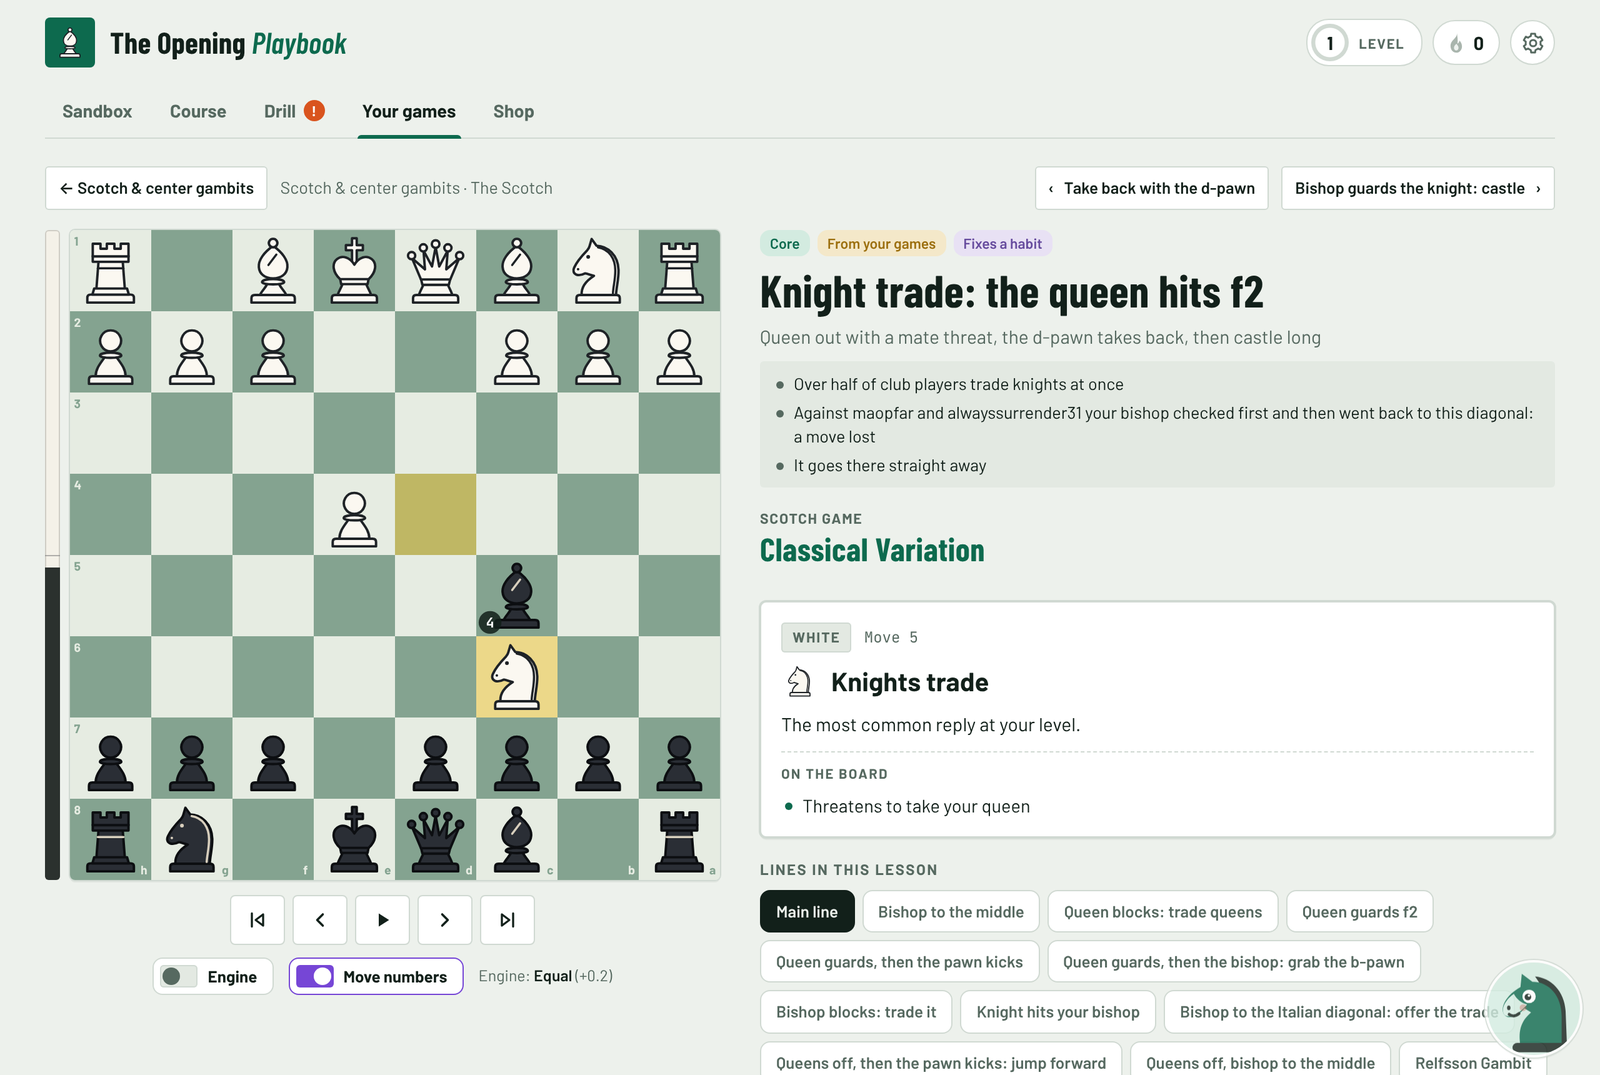 The Opening Playbook
1 LEVEL
0
Sandbox
Course
Drill !
Your games
Shop
← Scotch & center gambits
Scotch & center gambits · The Scotch
‹ Take back with the d-pawn
Bishop guards the knight: castle ›
1
2
3
4
5
4
6
7
8
h g f e d c b a
Engine
Move numbers
Engine: Equal (+0.2)
Core
From your games
Fixes a habit
Knight trade: the queen hits f2
Queen out with a mate threat, the d-pawn takes back, then castle long
• Over half of club players trade knights at once
• Against maopfar and alwayssurrender31 your bishop checked first and then went back to this diagonal:
a move lost
• It goes there straight away
SCOTCH GAME
Classical Variation
WHITE Move 5
Knights trade
The most common reply at your level.
ON THE BOARD
• Threatens to take your queen
LINES IN THIS LESSON
Main line
Bishop to the middle
Queen blocks: trade queens
Queen guards f2
Queen guards, then the pawn kicks
Queen guards, then the bishop: grab the b-pawn
Bishop blocks: trade it
Knight hits your bishop
Bishop to the Italian diagonal: offer the trade
Queens off, then the pawn kicks: jump forward
Queens off, bishop to the middle
Relfsson Gambit